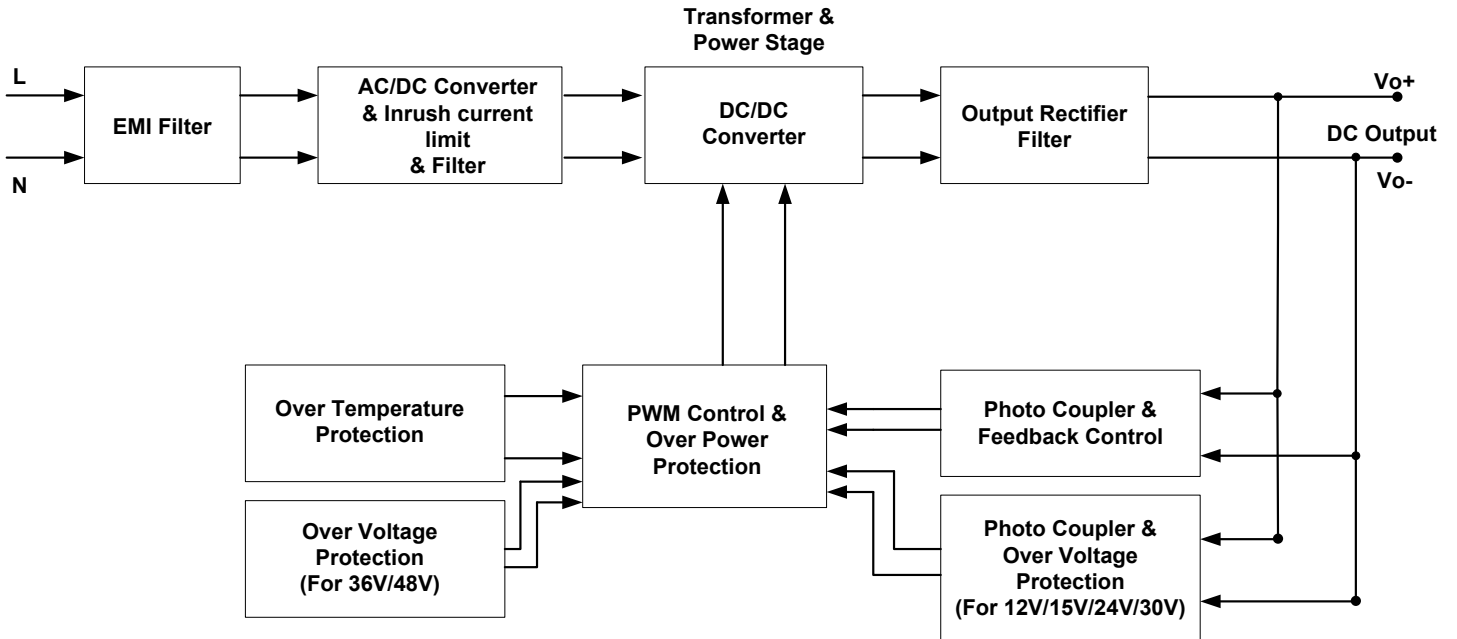 Transformer &
Power Stage
L
N
EMI Filter
AC/DC Converter
& Inrush current
limit
& Filter
DC/DC
Converter
Output Rectifier
Filter
Vo+
DC Output
Vo-
Over Temperature
Protection
PWM Control &
Over Power
Protection
Photo Coupler &
Feedback Control
Over Voltage
Protection
(For 36V/48V)
Photo Coupler &
Over Voltage
Protection
(For 12V/15V/24V/30V)